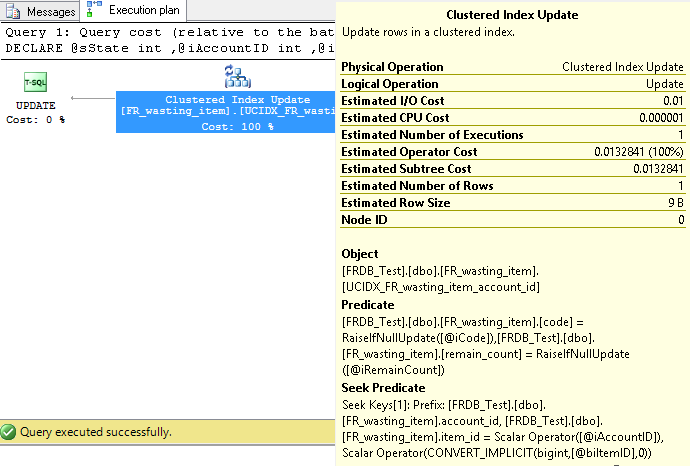 Messages
Execution plan
Query 1: Query cost (relative to the bat
DECLARE @sState int ,@iAccountID int ,@i
T-SQL
UPDATE
Cost: 0 %
Clustered Index Update
[FR_wasting_item].[UCIDX_FR_wasti
Cost: 100 %
Query executed successfully.
Clustered Index Update
Update rows in a clustered index.
Physical Operation Clustered Index Update
Logical Operation Update
Estimated I/O Cost 0.01
Estimated CPU Cost 0.000001
Estimated Number of Executions 1
Estimated Operator Cost 0.0132841 (100%)
Estimated Subtree Cost 0.0132841
Estimated Number of Rows 1
Estimated Row Size 9 B
Node ID 0
Object
[FRDB_Test].[dbo].[FR_wasting_item].
[UCIDX_FR_wasting_item_account_id]
Predicate
[FRDB_Test].[dbo].[FR_wasting_item].[code] =
RaiseIfNullUpdate([@iCode]),[FRDB_Test].[dbo].
[FR_wasting_item].[remain_count] = RaiseIfNullUpdate
([@iRemainCount])
Seek Predicate
Seek Keys[1]: Prefix: [FRDB_Test].[dbo].
[FR_wasting_item].account_id, [FRDB_Test].[dbo].
[FR_wasting_item].item_id = Scalar Operator([@iAccountID]),
Scalar Operator(CONVERT_IMPLICIT(bigint,[@biItemID],0))